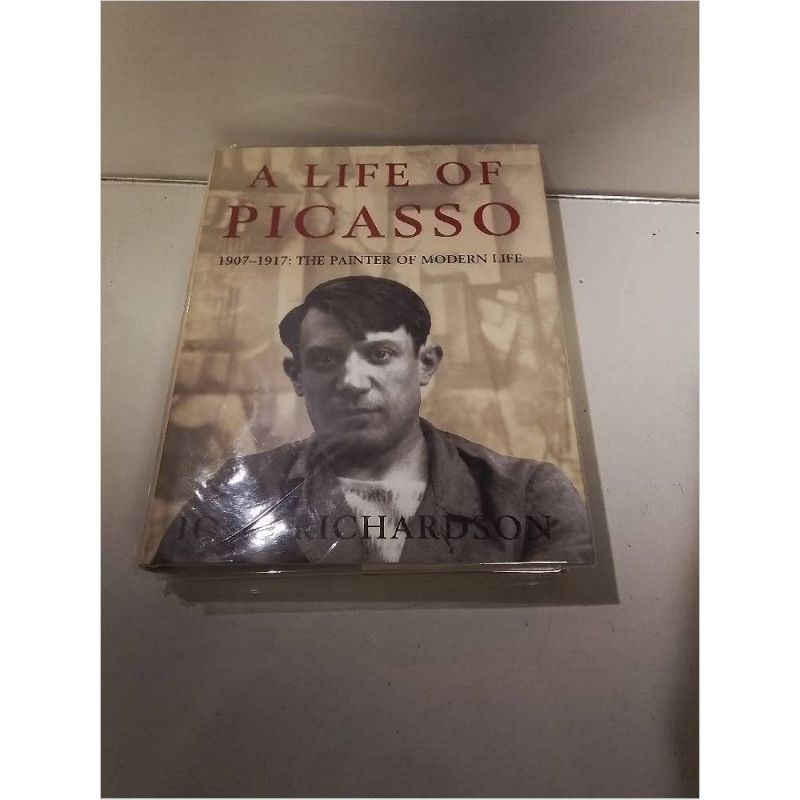 A LIFE OF
PICASSO
1907–1917: THE PAINTER OF MODERN LIFE
RICHARDSON